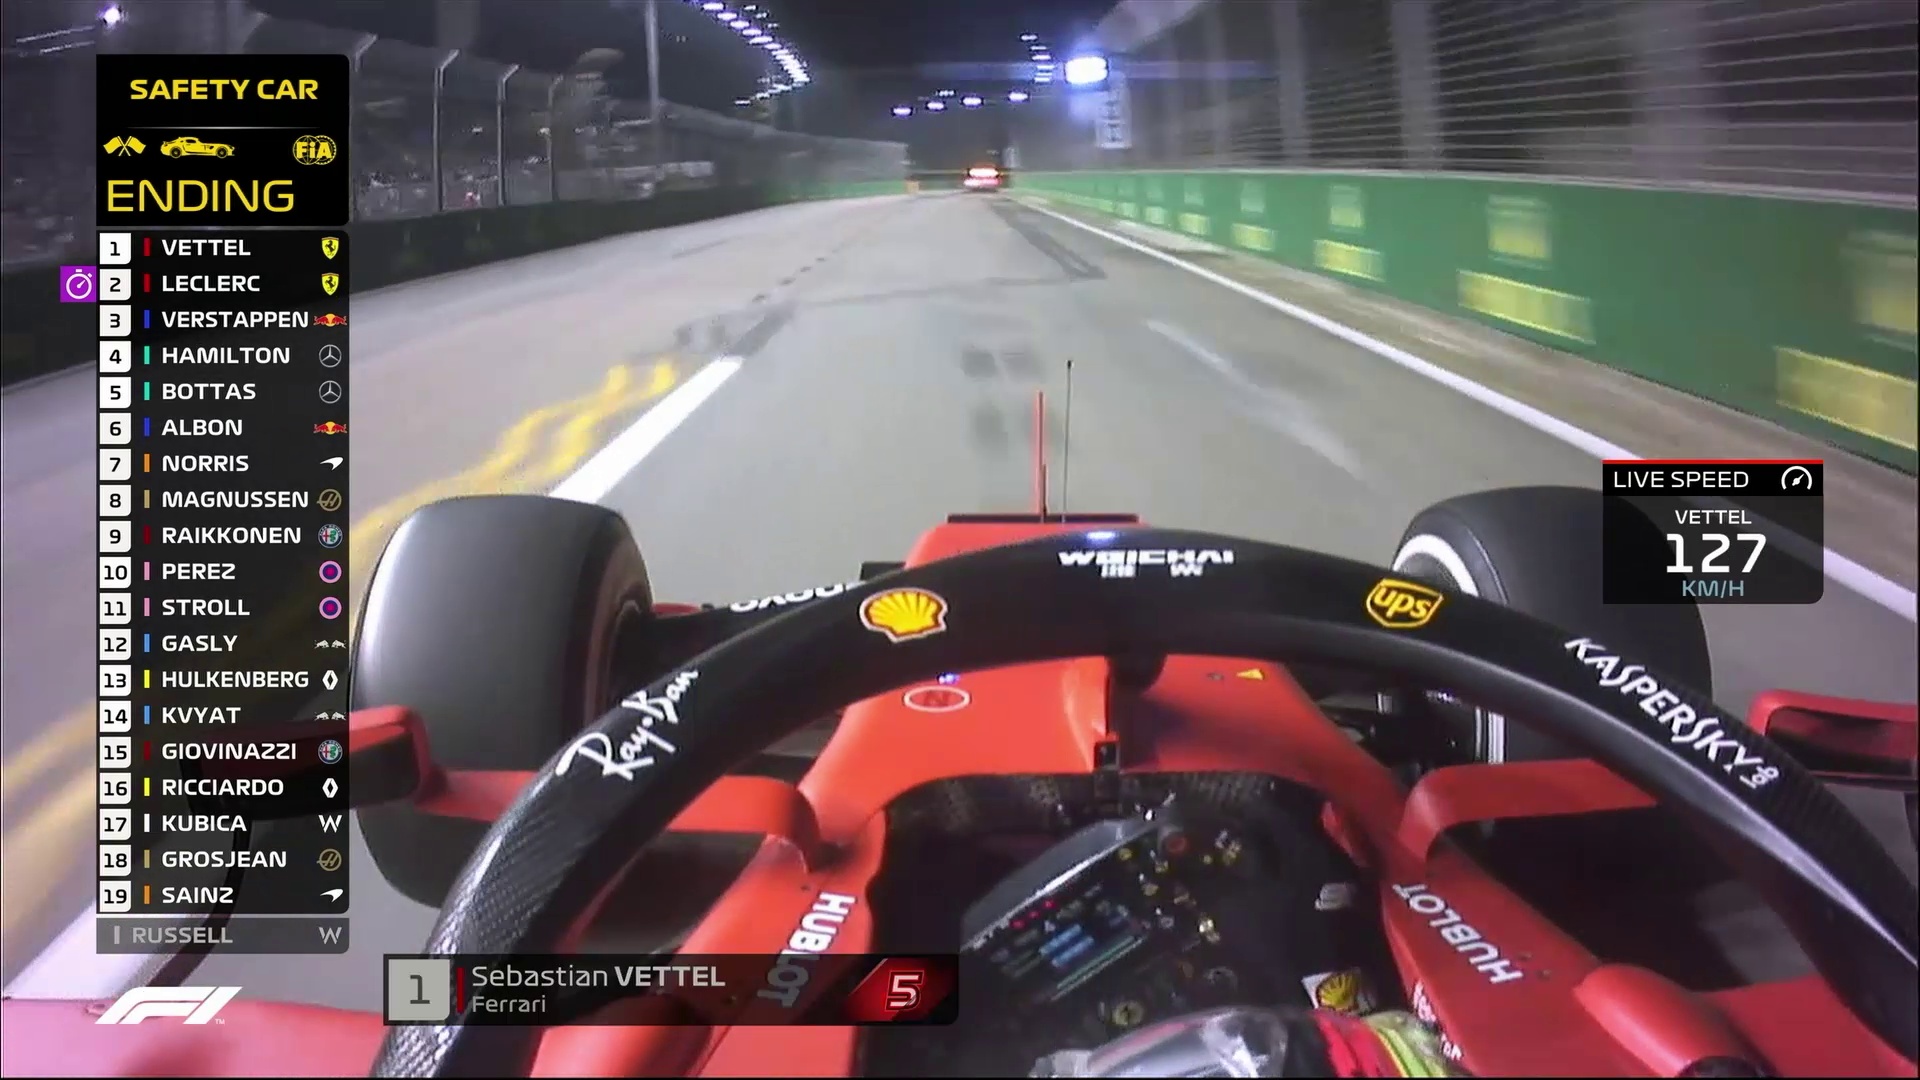 SAFETY CAR
FIA
ENDING
1 VETTEL
2 LECLERC
3 VERSTAPPEN
4 HAMILTON
5 BOTTAS
6 ALBON
7 NORRIS
8 MAGNUSSEN
9 RAIKKONEN
10 PEREZ
11 STROLL
12 GASLY
13 HULKENBERG
14 KVYAT
15 GIOVINAZZI
16 RICCIARDO
17 KUBICA
18 GROSJEAN
19 SAINZ
RUSSELL
LIVE SPEED
VETTEL
127
KM/H
WEICHAI
ups
Ray-Ban
KASPERSKY
HUBLOT
HUBLOT
1 Sebastian VETTEL 5
Ferrari
F1